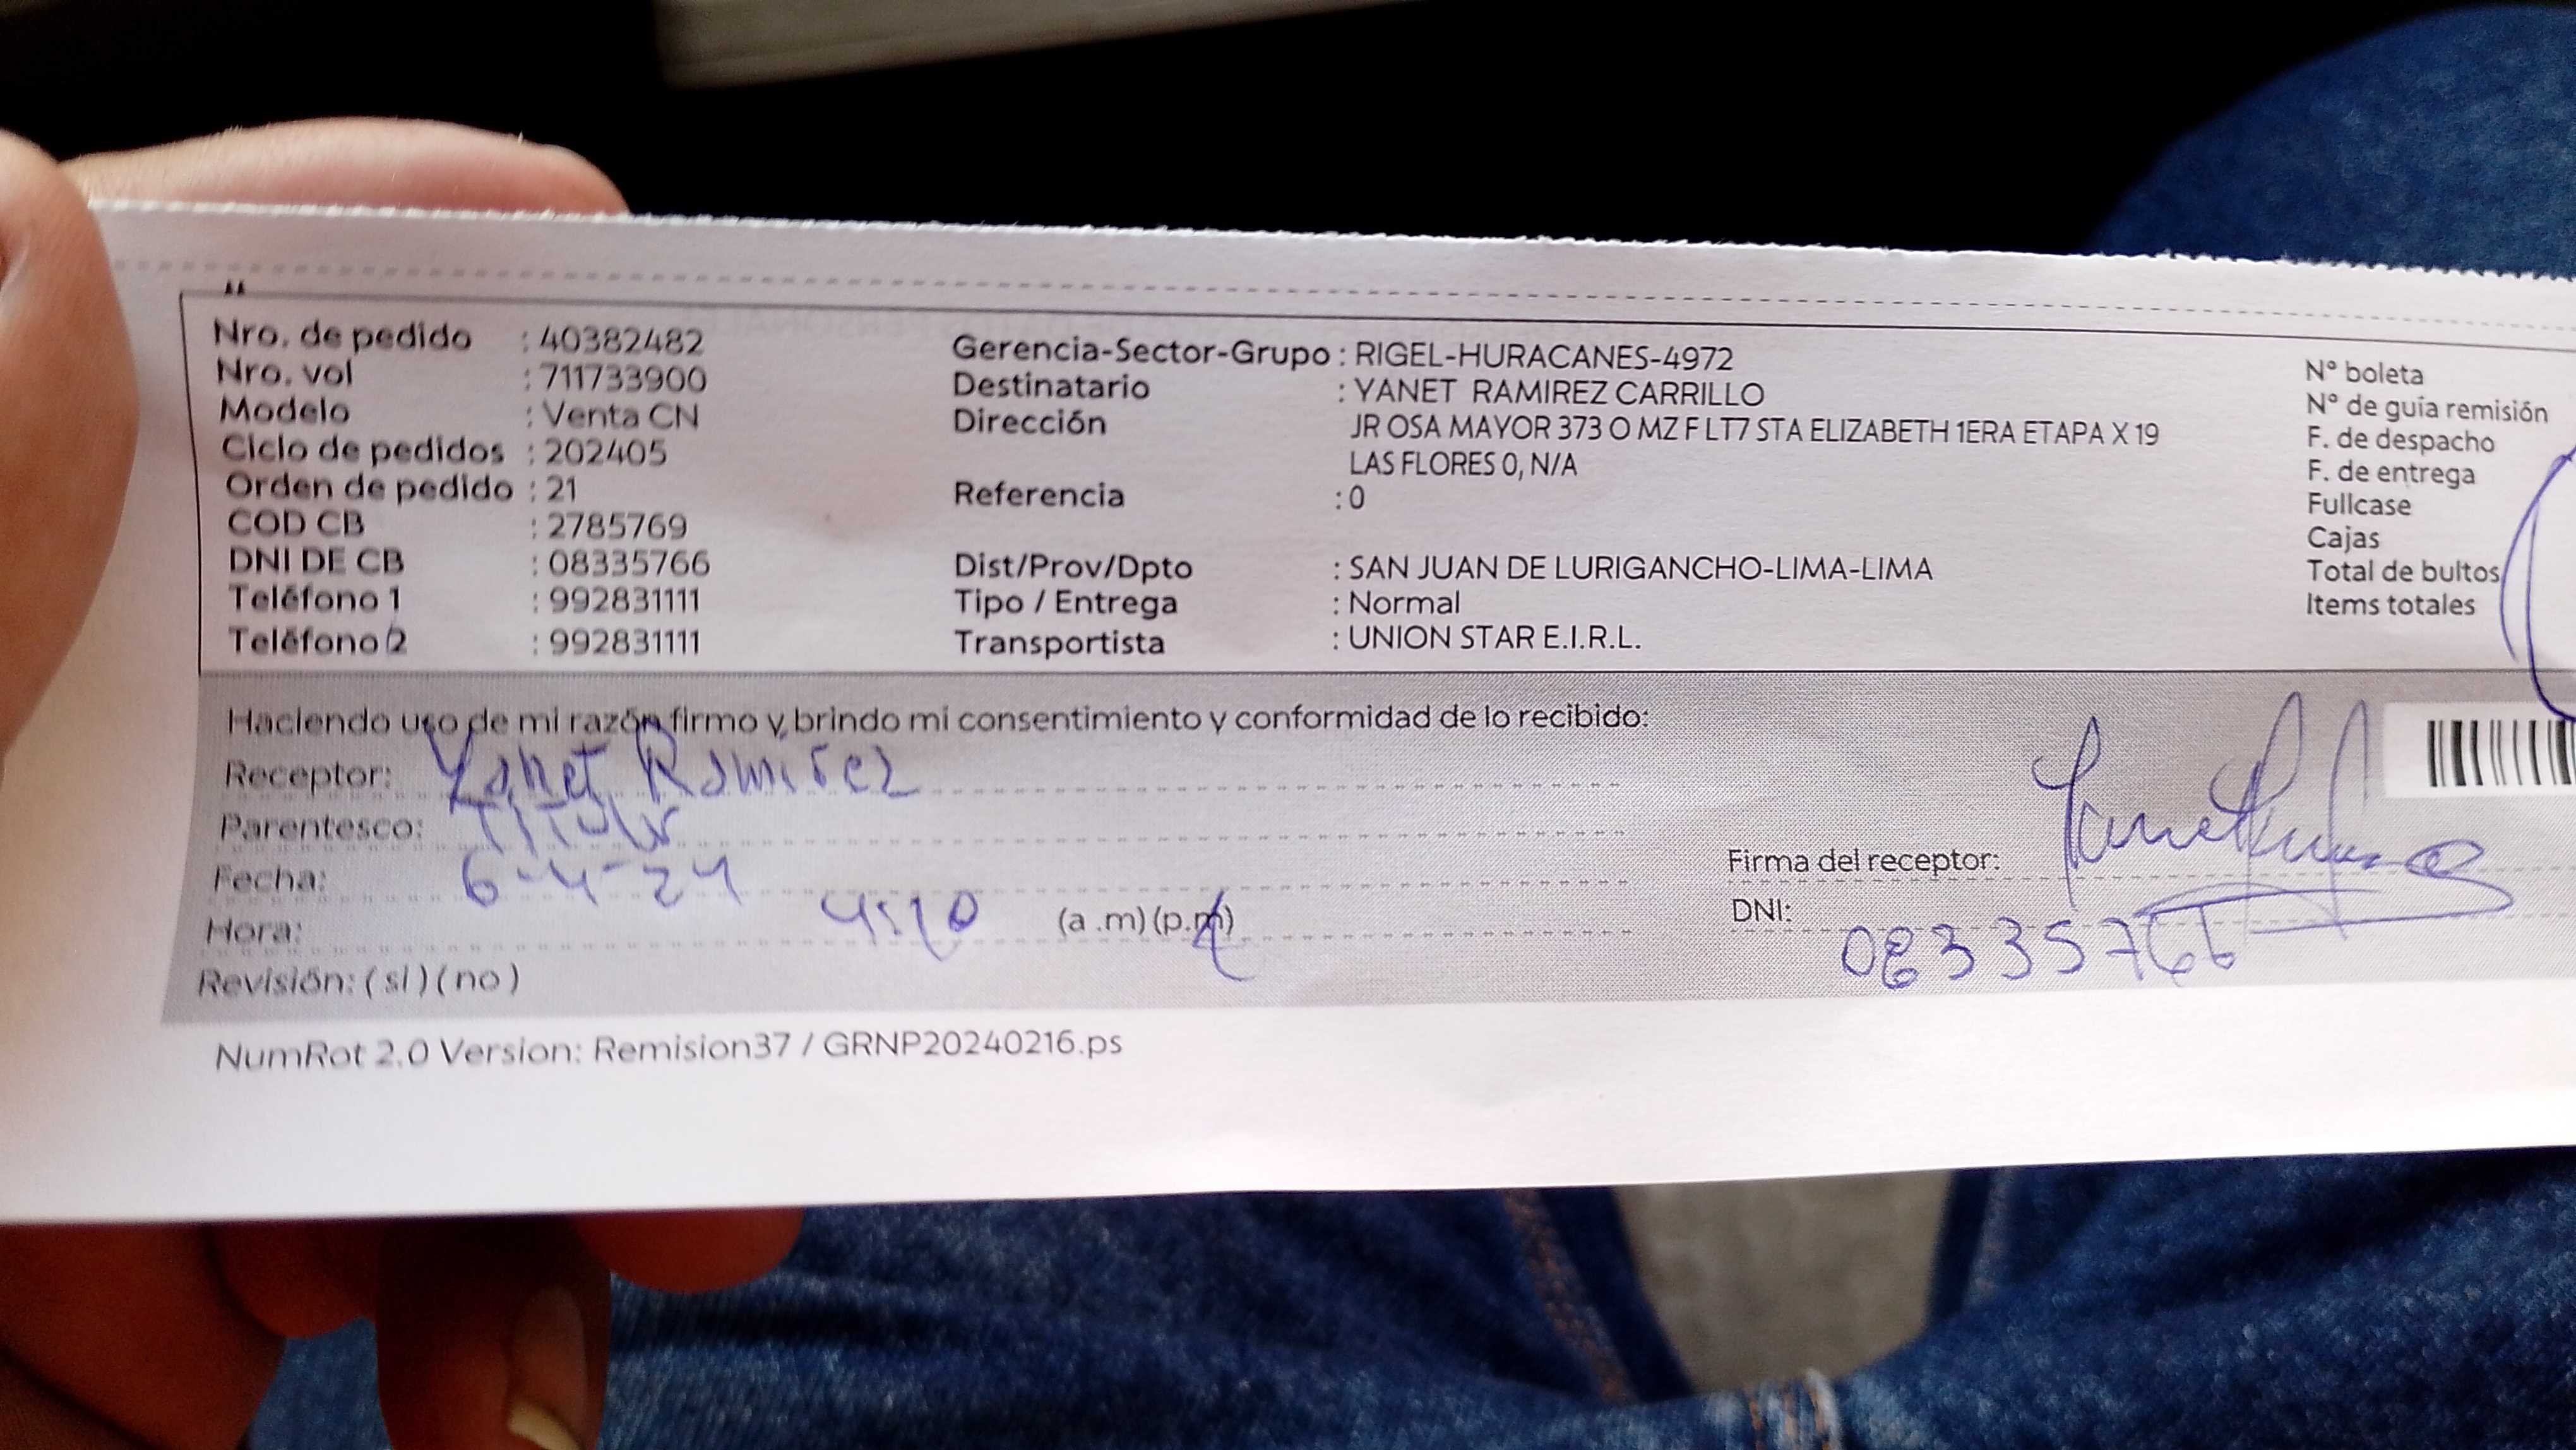 Nro. de pedido : 40382482
Nro. vol : 711733900
Modelo : Venta CN
Ciclo de pedidos : 202405
Orden de pedido : 21
COD CB : 2785769
DNI DE CB : 08335766
Teléfono 1 : 992831111
Teléfono 2 : 992831111
Gerencia-Sector-Grupo : RIGEL-HURACANES-4972
Destinatario : YANET RAMIREZ CARRILLO
Dirección JR OSA MAYOR 373 O MZ F LT7 STA ELIZABETH 1ERA ETAPA X 19
LAS FLORES 0, N/A
Referencia : 0
Dist/Prov/Dpto : SAN JUAN DE LURIGANCHO-LIMA-LIMA
Tipo / Entrega : Normal
Transportista : UNION STAR E.I.R.L.
N° boleta
N° de guía remisión
F. de despacho
F. de entrega
Fullcase
Cajas
Total de bultos
Items totales
Haciendo uso de mi razón firmo y brindo mi consentimiento y conformidad de lo recibido:
Receptor: Yanet Ramirez
Parentesco: Titular
Fecha: 6-4-24
Hora: 4:10 (a .m) (p.m)
Revisión: ( si ) ( no )
Firma del receptor:
DNI: 08335766
NumRot 2.0 Version: Remision37 / GRNP20240216.ps